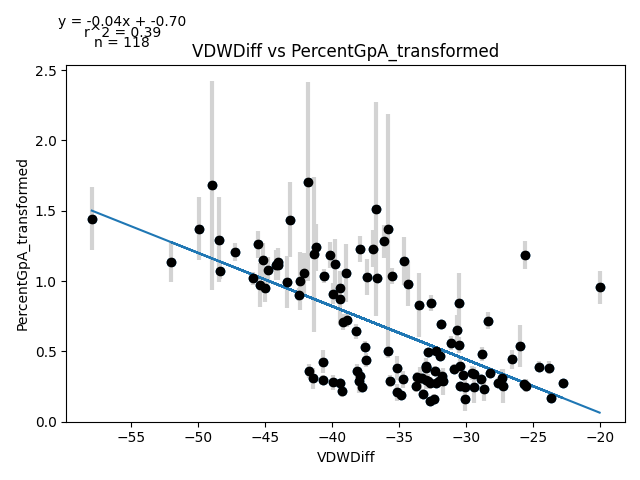 y = -0.04x + -0.70
r^2 = 0.39
n = 118
VDWDiff vs PercentGpA_transformed
PercentGpA_transformed
2.5
2.0
1.5
1.0
0.5
0.0
−55
−50
−45
−40
−35
−30
−25
−20
VDWDiff